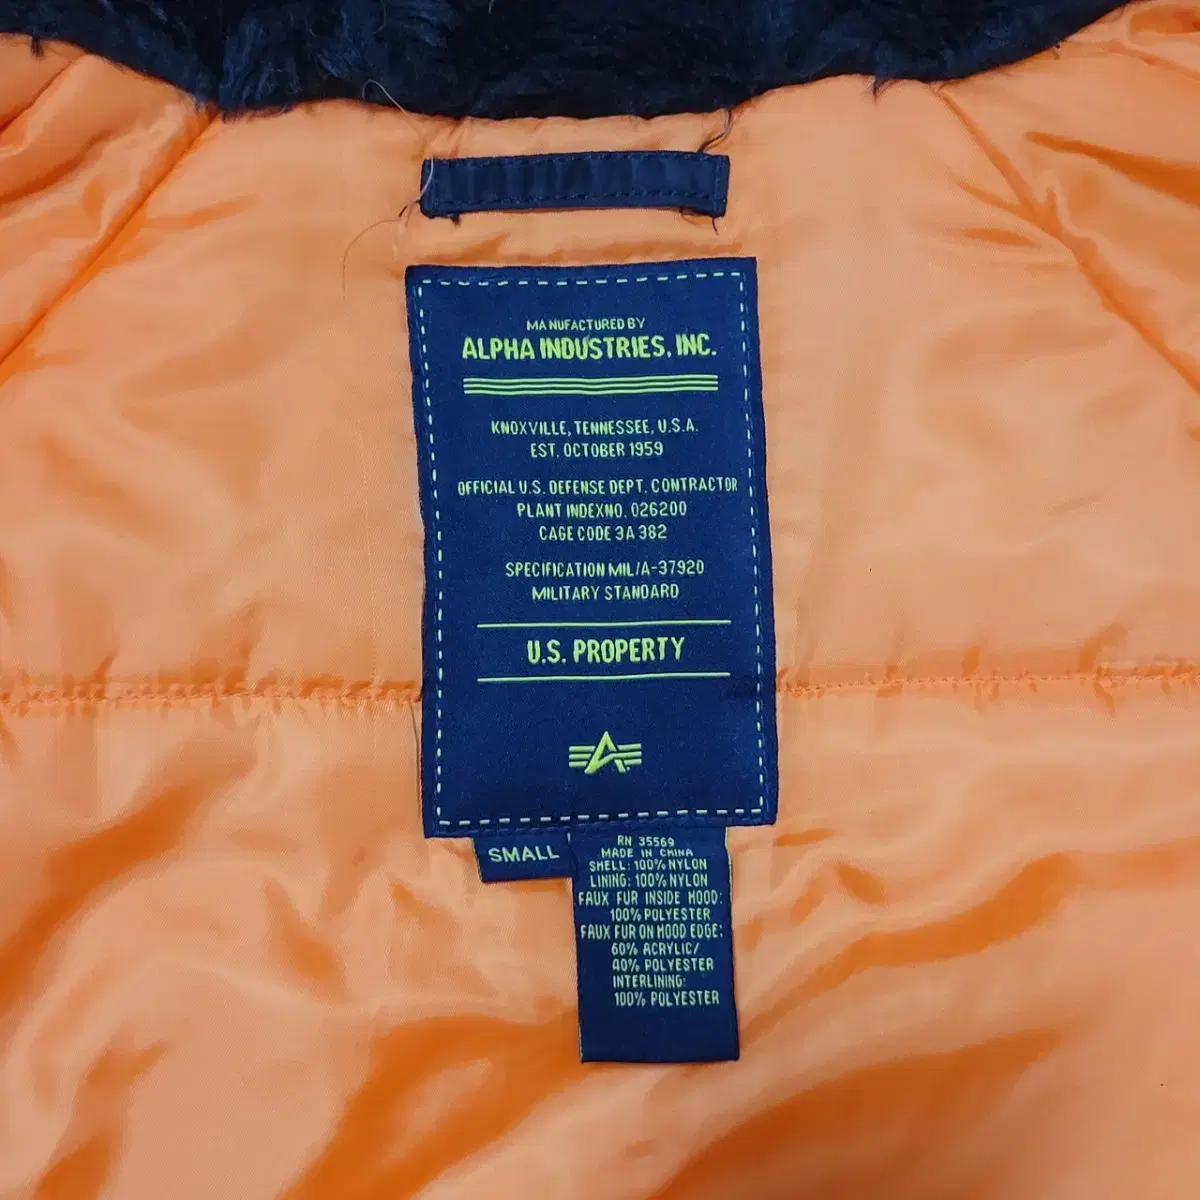 MANUFACTURED BY
ALPHA INDUSTRIES, INC.
KNOXVILLE, TENNESSEE, U.S.A.
EST. OCTOBER 1959
OFFICIAL U.S. DEFENSE DEPT. CONTRACTOR
PLANT INDEXNO. 026200
CAGE CODE 3A382
SPECIFICATION MIL/A-37920
MILITARY STANDARD
U.S. PROPERTY
SMALL
RN 35569
MADE IN CHINA
SHELL: 100% NYLON
LINING: 100% NYLON
FAUX FUR INSIDE HOOD:
100% POLYESTER
FAUX FUR ON HOOD EDGE:
60% ACRYLIC/
40% POLYESTER
INTERLINING:
100% POLYESTER